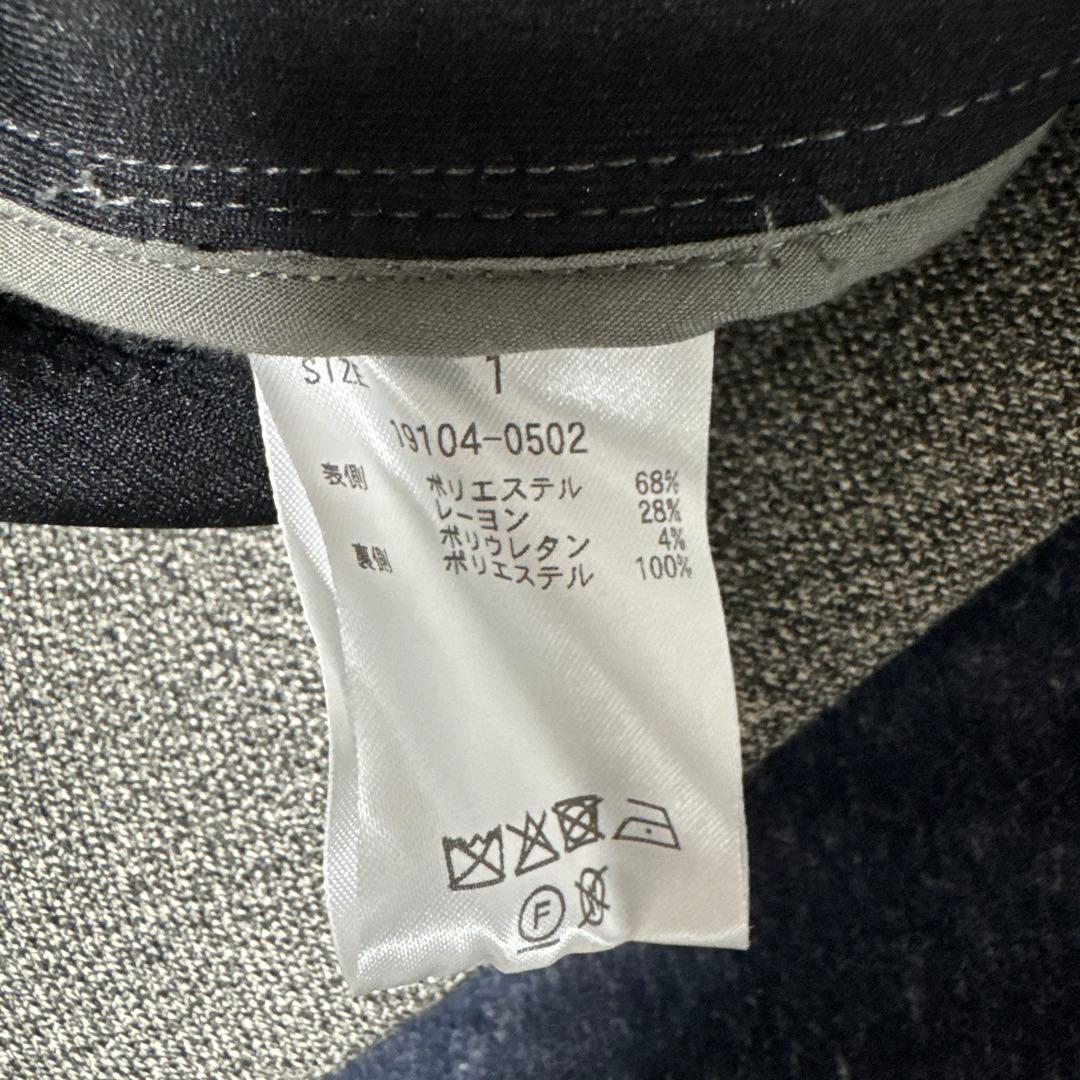 SIZE 1
19104-0502
表側 ポリエステル 68%
レーヨン 28%
ポリウレタン 4%
裏側 ポリエステル 100%
F